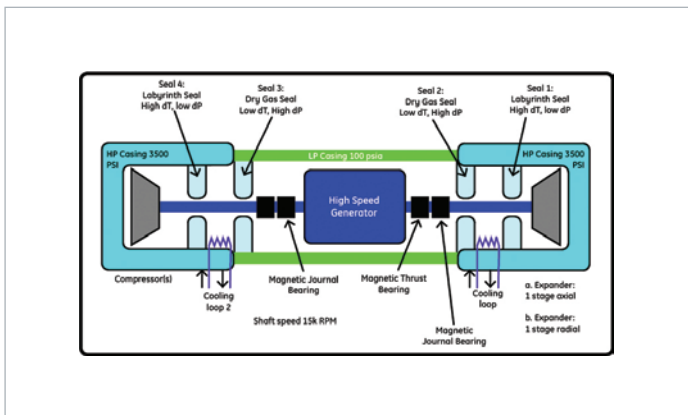 Seal 4:
Labyrinth Seal
High dT, low dP
Seal 3:
Dry Gas Seal
Low dT, High dP
Seal 2:
Dry Gas Seal
Low dT, High dP
Seal 1:
Labyrinth Seal
High dT, low dP
HP Casing 3500
PSI
LP Casing 100 psia
HP Casing 3500
PSI
High Speed
Generator
Compressor(s)
Cooling
loop 2
Magnetic Journal
Bearing
Shaft speed 15k RPM
Magnetic Thrust
Bearing
Magnetic
Journal Bearing
Cooling
loop
a. Expander:
1 stage axial
b. Expander:
1 stage radial